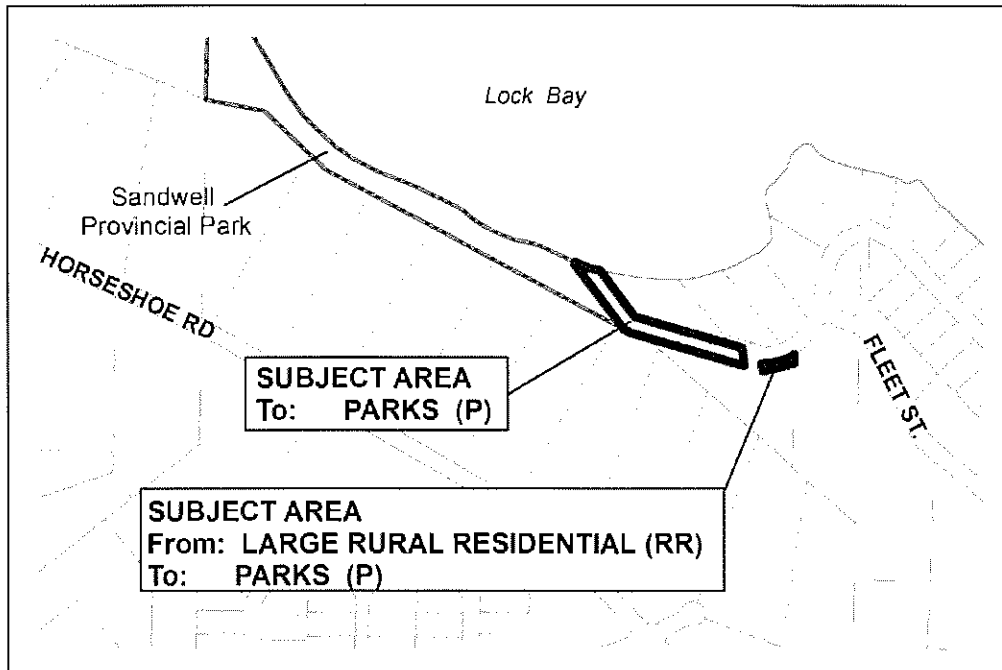 Lock Bay
Sandwell
Provincial Park
HORSESHOE RD
FLEET ST.
SUBJECT AREA
To: PARKS (P)
SUBJECT AREA
From: LARGE RURAL RESIDENTIAL (RR)
To: PARKS (P)